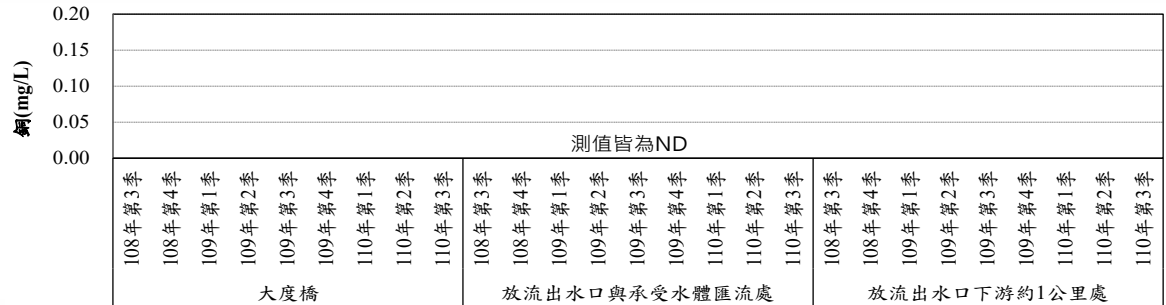 銅(mg/L)
0.20
0.15
0.10
0.05
0.00
測值皆為ND
108年第3季
108年第4季
109年第1季
109年第2季
109年第3季
109年第4季
110年第1季
110年第2季
110年第3季
108年第3季
108年第4季
109年第1季
109年第2季
109年第3季
109年第4季
110年第1季
110年第2季
110年第3季
108年第3季
108年第4季
109年第1季
109年第2季
109年第3季
109年第4季
110年第1季
110年第2季
110年第3季
大度橋
放流出水口與承受水體匯流處
放流出水口下游約1公里處